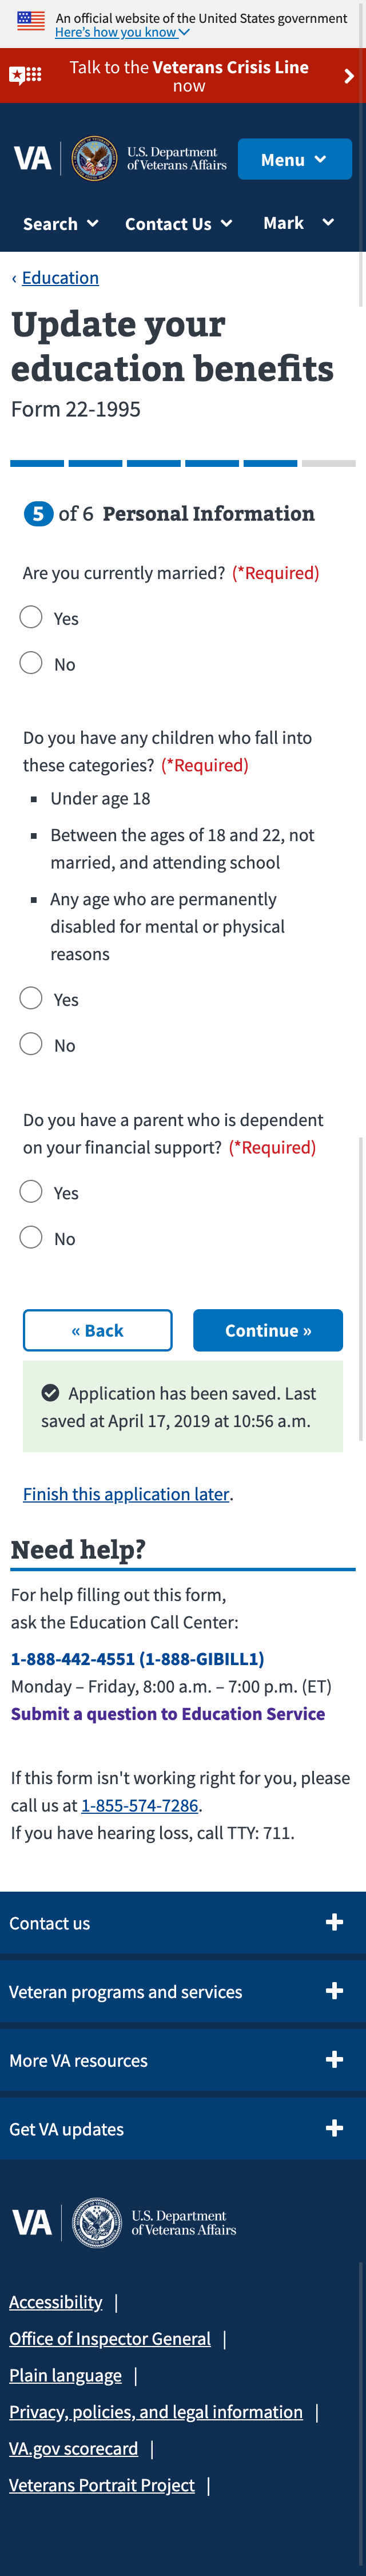 An official website of the United States government
Here's how you know
Talk to the Veterans Crisis Line
now
VA
U.S. Department
of Veterans Affairs
Menu
Search
Contact Us
Mark
‹ Education
Update your
education benefits
Form 22-1995
5 of 6 Personal Information
Are you currently married? (*Required)
Yes
No
Do you have any children who fall into
these categories? (*Required)
Under age 18
Between the ages of 18 and 22, not
married, and attending school
Any age who are permanently
disabled for mental or physical
reasons
Yes
No
Do you have a parent who is dependent
on your financial support? (*Required)
Yes
No
« Back
Continue »
Application has been saved. Last
saved at April 17, 2019 at 10:56 a.m.
Finish this application later.
Need help?
For help filling out this form,
ask the Education Call Center:
1-888-442-4551 (1-888-GIBILL1)
Monday – Friday, 8:00 a.m. – 7:00 p.m. (ET)
Submit a question to Education Service
If this form isn't working right for you, please
call us at 1-855-574-7286.
If you have hearing loss, call TTY: 711.
Contact us
Veteran programs and services
More VA resources
Get VA updates
VA
U.S. Department
of Veterans Affairs
Accessibility |
Office of Inspector General |
Plain language |
Privacy, policies, and legal information |
VA.gov scorecard |
Veterans Portrait Project |